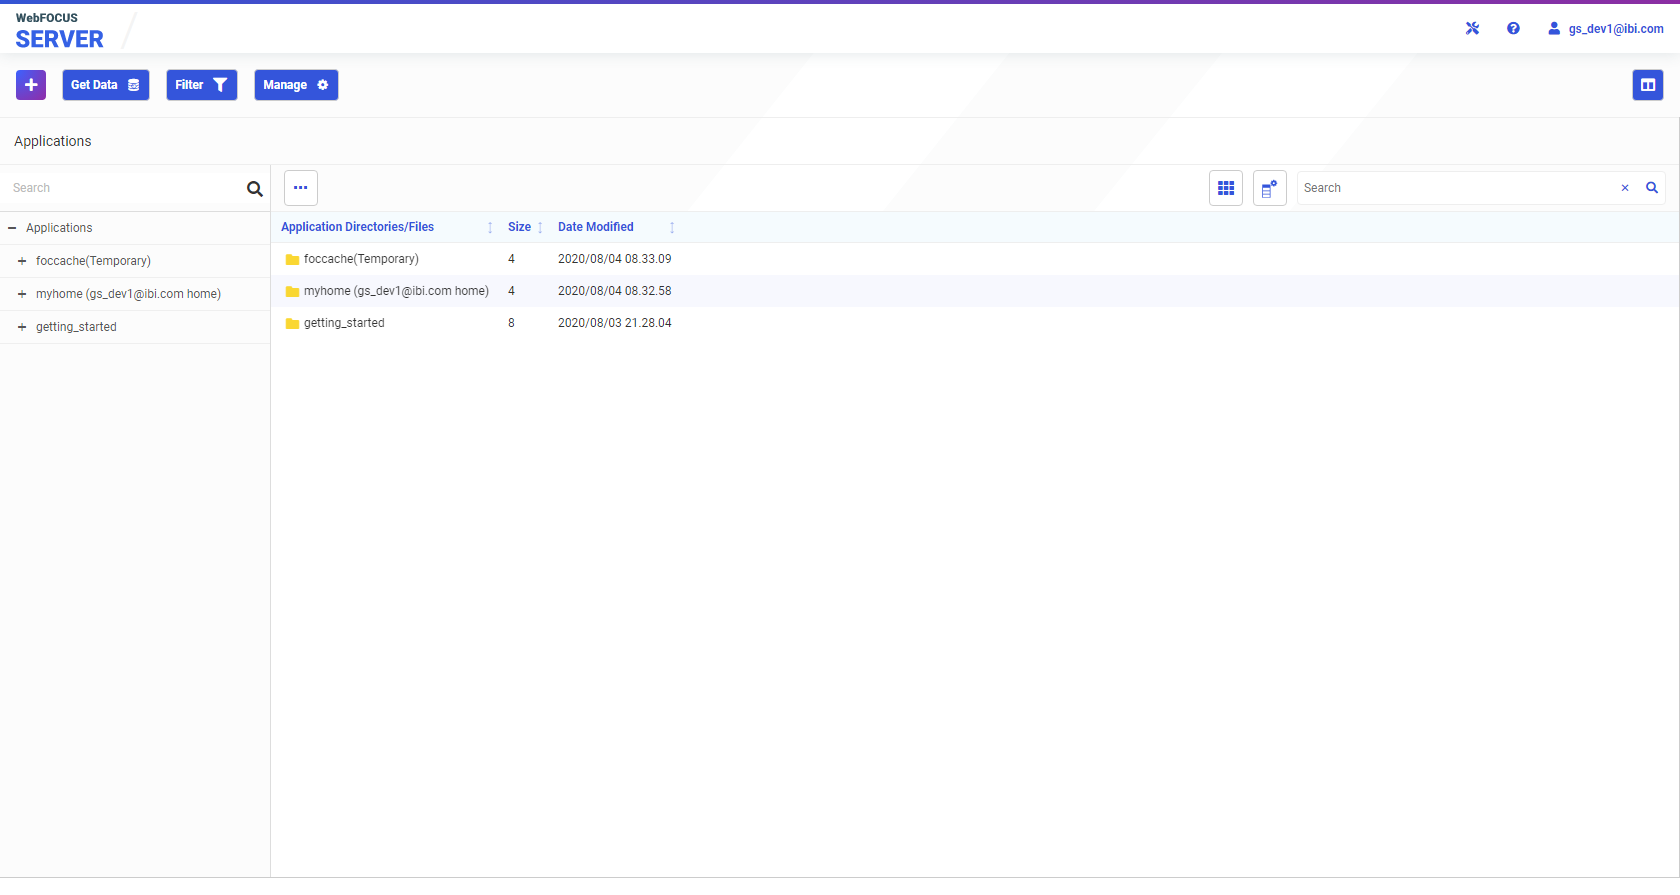 WebFOCUS
SERVER
gs_dev1@ibi.com
Get Data
Filter
Manage
Applications
Search
Search
Applications
foccache(Temporary)
myhome (gs_dev1@ibi.com home)
getting_started
Application Directories/Files Size Date Modified
foccache(Temporary) 4 2020/08/04 08.33.09
myhome (gs_dev1@ibi.com home) 4 2020/08/04 08.32.58
getting_started 8 2020/08/03 21.28.04